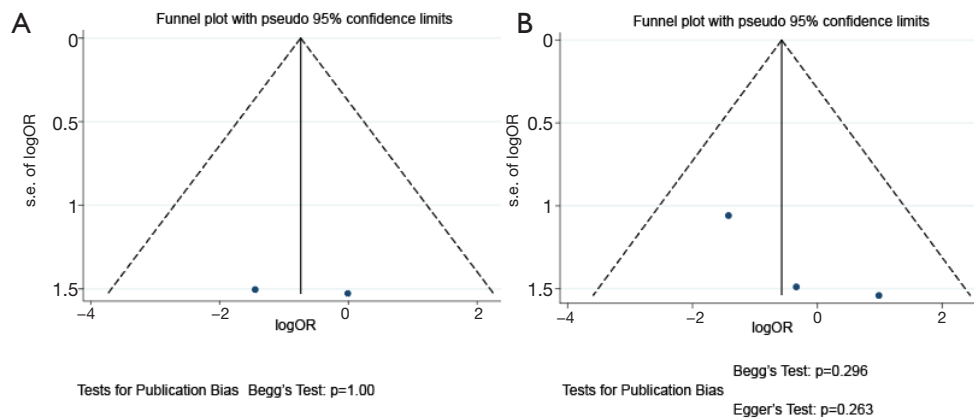 A
Funnel plot with pseudo 95% confidence limits
s.e. of logOR
0
0.5
1
1.5
−4
−2
0
2
logOR
Tests for Publication Bias Begg's Test: p=1.00
B
Funnel plot with pseudo 95% confidence limits
s.e. of logOR
0
0.5
1
1.5
−4
−2
0
2
logOR
Begg's Test: p=0.296
Tests for Publication Bias
Egger's Test: p=0.263